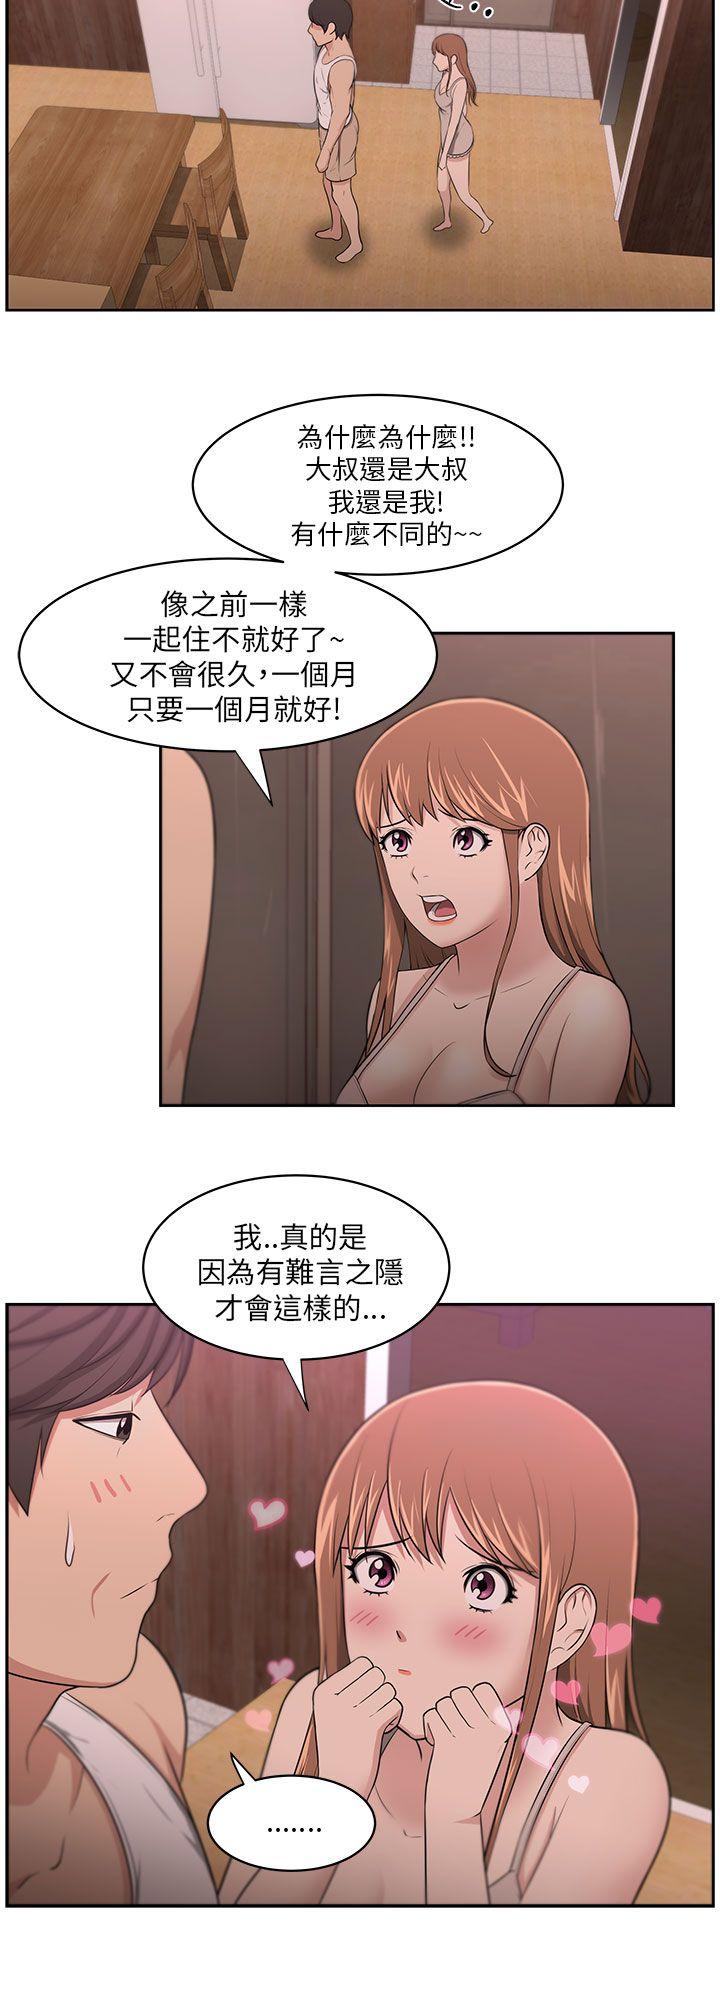 為什麼為什麼!!
大叔還是大叔
我還是我!
有什麼不同的~~
像之前一樣
一起住不就好了~
又不會很久,一個月
只要一個月就好!
我..真的是
因為有難言之隱
才會這樣的...
.......